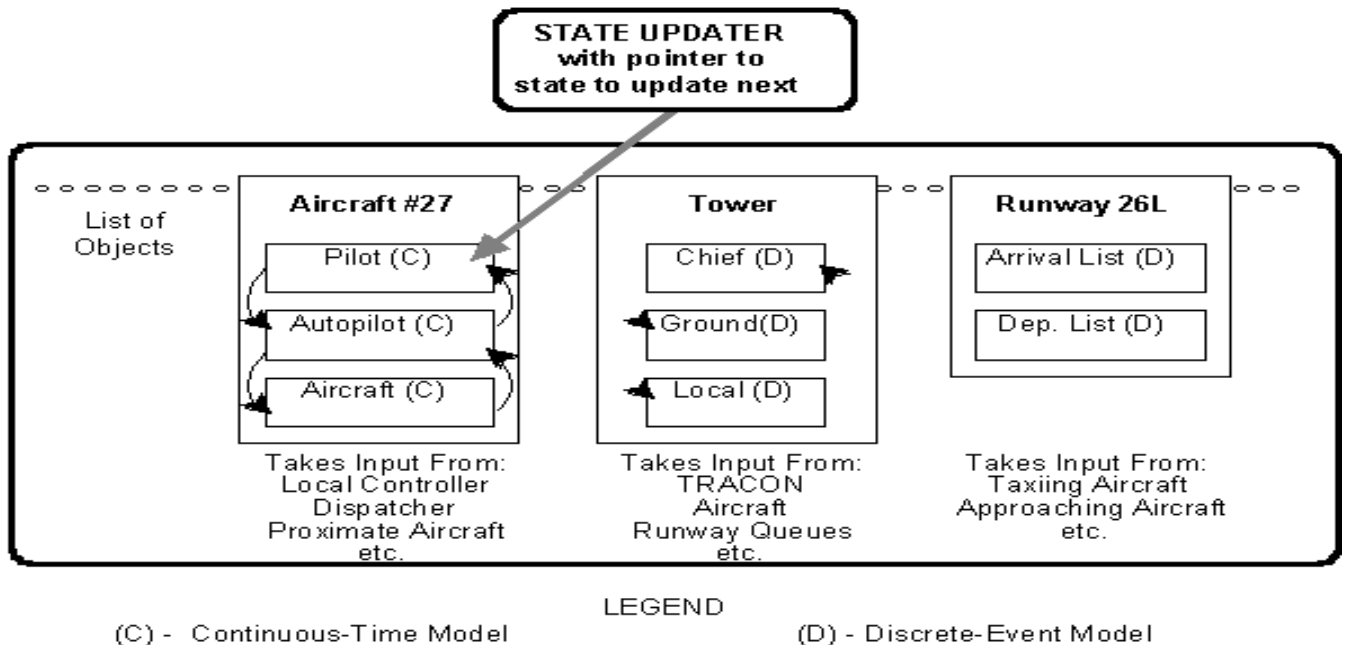 STATE UPDATER
with pointer to
state to update next
List of
Objects
Aircraft #27
Pilot (C)
Autopilot (C)
Aircraft (C)
Takes Input From:
Local Controller
Dispatcher
Proximate Aircraft
etc.
Tower
Chief (D)
Ground(D)
Local (D)
Takes Input From:
TRACON
Aircraft
Runway Queues
etc.
Runway 26L
Arrival List (D)
Dep. List (D)
Takes Input From:
Taxiing Aircraft
Approaching Aircraft
etc.
LEGEND
(C) - Continuous-Time Model
(D) - Discrete-Event Model